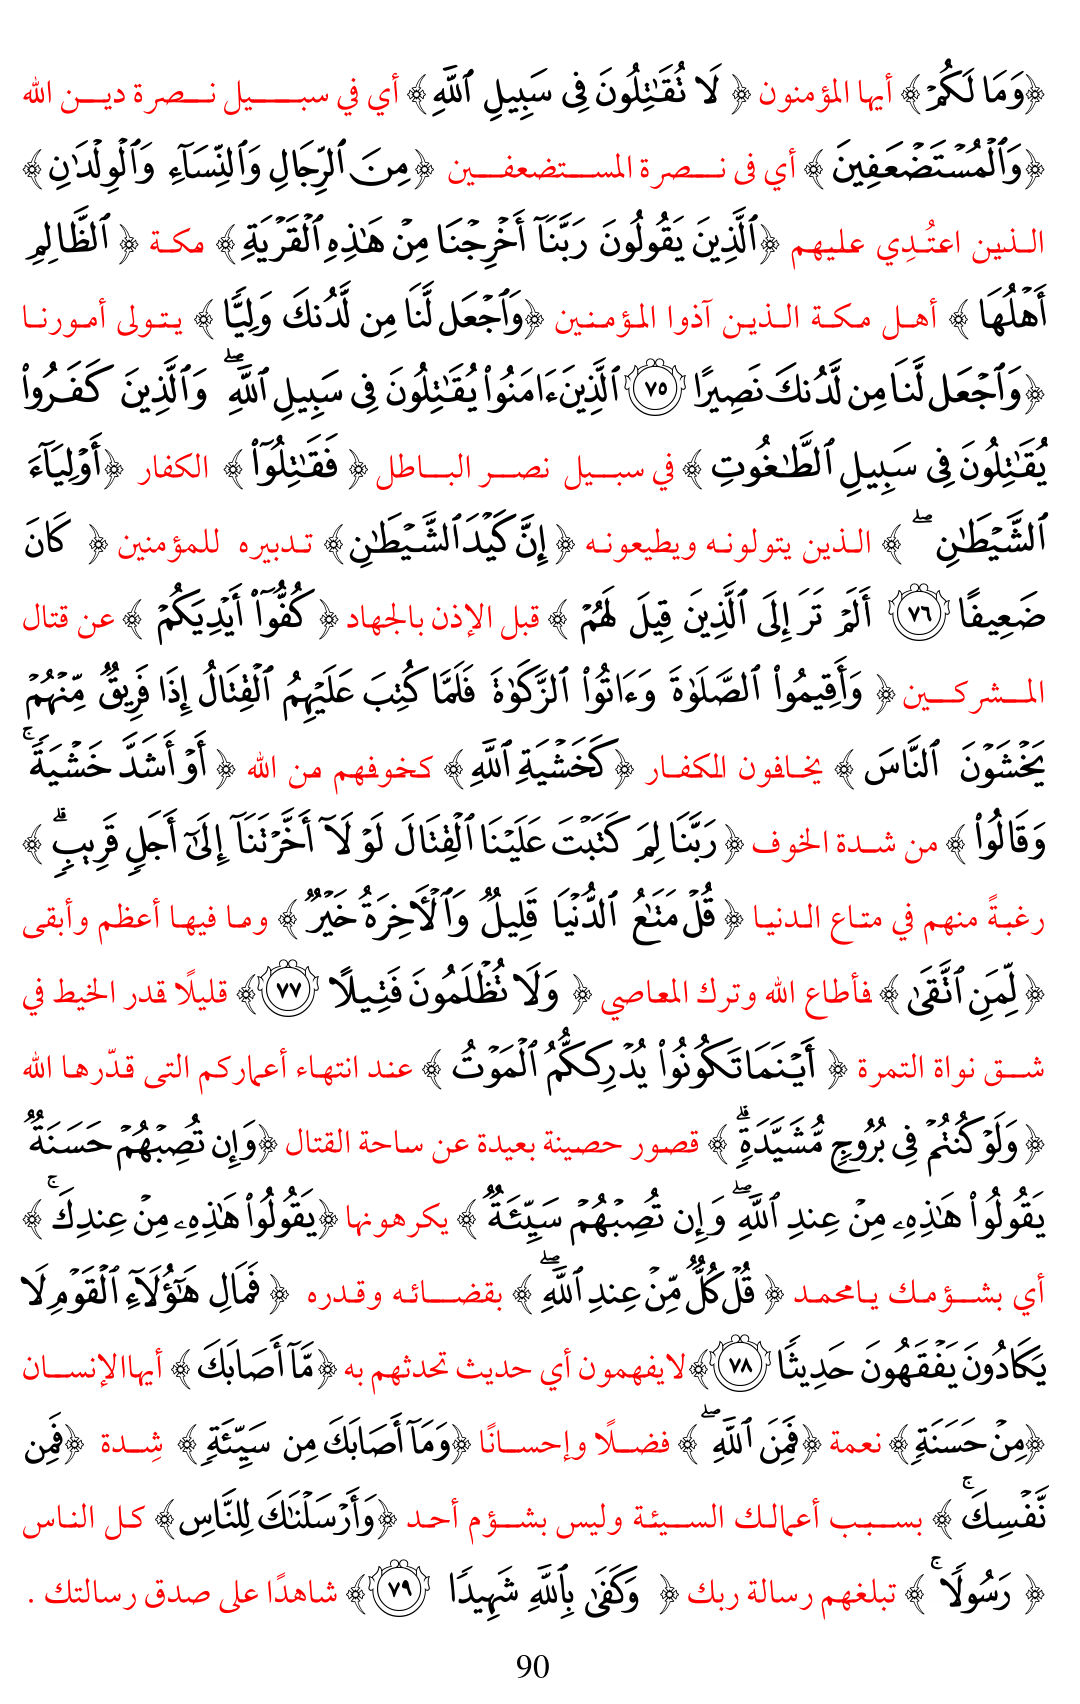 ﴿وَمَا لَكُمۡ﴾ أيها المؤمنون ﴿ لَا تُقَٰتِلُونَ فِي سَبِيلِ ٱللَّهِ﴾ أي في سبيل نصرة دين الله
﴿وَٱلۡمُسۡتَضۡعَفِينَ ﴾ أي فى نصرة المستضعفين ﴿مِنَ ٱلرِّجَالِ وَٱلنِّسَآءِ وَٱلۡوِلۡدَٰنِ ﴾
الذين اعتُدِي عليهم ﴿ٱلَّذِينَ يَقُولُونَ رَبَّنَآ أَخۡرِجۡنَا مِنۡ هَٰذِهِ ٱلۡقَرۡيَةِ﴾ مكة ﴿ ٱلظَّالِمِ
أَهۡلُهَا ﴾ أهل مكة الذين آذوا المؤمنين ﴿وَٱجۡعَل لَّنَا مِن لَّدُنكَ وَلِيّٗا ﴾ يتولى أمورنا
﴿وَٱجۡعَل لَّنَا مِن لَّدُنكَ نَصِيرًا ٧٥ ٱلَّذِينَ ءَامَنُواْ يُقَٰتِلُونَ فِي سَبِيلِ ٱللَّهِۖ وَٱلَّذِينَ كَفَرُواْ
يُقَٰتِلُونَ فِي سَبِيلِ ٱلطَّٰغُوتِ ﴾ في سبيل نصر الباطل ﴿ فَقَٰتِلُوٓاْ ﴾ الكفار ﴿أَوۡلِيَآءَ
ٱلشَّيۡطَٰنِۖ ﴾ الذين يتولونه ويطيعونه ﴿ إِنَّ كَيۡدَ ٱلشَّيۡطَٰنِ﴾ تدبيره للمؤمنين ﴿ كَانَ
ضَعِيفًا ٧٦ أَلَمۡ تَرَ إِلَى ٱلَّذِينَ قِيلَ لَهُمۡ ﴾ قبل الإذن بالجهاد ﴿ كُفُّوٓاْ أَيۡدِيَكُمۡ ﴾ عن قتال
المشركين ﴿ وَأَقِيمُواْ ٱلصَّلَوٰةَ وَءَاتُواْ ٱلزَّكَوٰةَ فَلَمَّا كُتِبَ عَلَيۡهِمُ ٱلۡقِتَالُ إِذَا فَرِيقٞ مِّنۡهُمۡ
يَخۡشَوۡنَ ٱلنَّاسَ ﴾ يخافون الكفار ﴿كَخَشۡيَةِ ٱللَّهِ﴾ كخوفهم من الله ﴿ أَوۡ أَشَدَّ خَشۡيَةٗۚ
وَقَالُواْ ﴾ من شدة الخوف ﴿رَبَّنَا لِمَ كَتَبۡتَ عَلَيۡنَا ٱلۡقِتَالَ لَوۡلَآ أَخَّرۡتَنَآ إِلَىٰٓ أَجَلٖ قَرِيبٖۗ ﴾
رغبةً منهم في متاع الدنيا ﴿ قُلۡ مَتَٰعُ ٱلدُّنۡيَا قَلِيلٞ وَٱلۡأٓخِرَةُ خَيۡرٞ ﴾ وما فيها أعظم وأبقى
﴿ لِّمَنِ ٱتَّقَىٰ ﴾ فأطاع الله وترك المعاصي ﴿ وَلَا تُظۡلَمُونَ فَتِيلًا ٧٧﴾ قليلًا قدر الخيط في
شق نواة التمرة ﴿ أَيۡنَمَا تَكُونُواْ يُدۡرِككُّمُ ٱلۡمَوۡتُ ﴾ عند انتهاء أعماركم التى قدّرها الله
﴿ وَلَوۡ كُنتُمۡ فِي بُرُوجٖ مُّشَيَّدَةٖۗ ﴾ قصور حصينة بعيدة عن ساحة القتال ﴿وَإِن تُصِبۡهُمۡ حَسَنَةٞ
يَقُولُواْ هَٰذِهِۦ مِنۡ عِندِ ٱللَّهِۖ وَإِن تُصِبۡهُمۡ سَيِّئَةٞ ﴾ يكرهونها ﴿يَقُولُواْ هَٰذِهِۦ مِنۡ عِندِكَۚ ﴾
أي بشؤمك يامحمد ﴿ قُلۡ كُلّٞ مِّنۡ عِندِ ٱللَّهِۖ ﴾ بقضائه وقدره ﴿ فَمَالِ هَٰٓؤُلَآءِ ٱلۡقَوۡمِ لَا
يَكَادُونَ يَفۡقَهُونَ حَدِيثٗا ٧٨﴾ لايفهمون أي حديث تحدثهم به ﴿مَّآ أَصَابَكَ ﴾ أيهاالإنسان
﴿مِنۡ حَسَنَةٖ﴾ نعمة ﴿فَمِنَ ٱللَّهِۖ ﴾ فضلًا وإحسانًا ﴿وَمَآ أَصَابَكَ مِن سَيِّئَةٖ ﴾ شِدة ﴿فَمِن
نَّفۡسِكَۚ ﴾ بسبب أعمالك السيئة وليس بشؤم أحد ﴿وَأَرۡسَلۡنَٰكَ لِلنَّاسِ﴾ كل الناس
﴿ رَسُولٗاۚ ﴾ تبلغهم رسالة ربك ﴿ وَكَفَىٰ بِٱللَّهِ شَهِيدٗا ٧٩﴾ شاهدًا على صدق رسالتك .
90